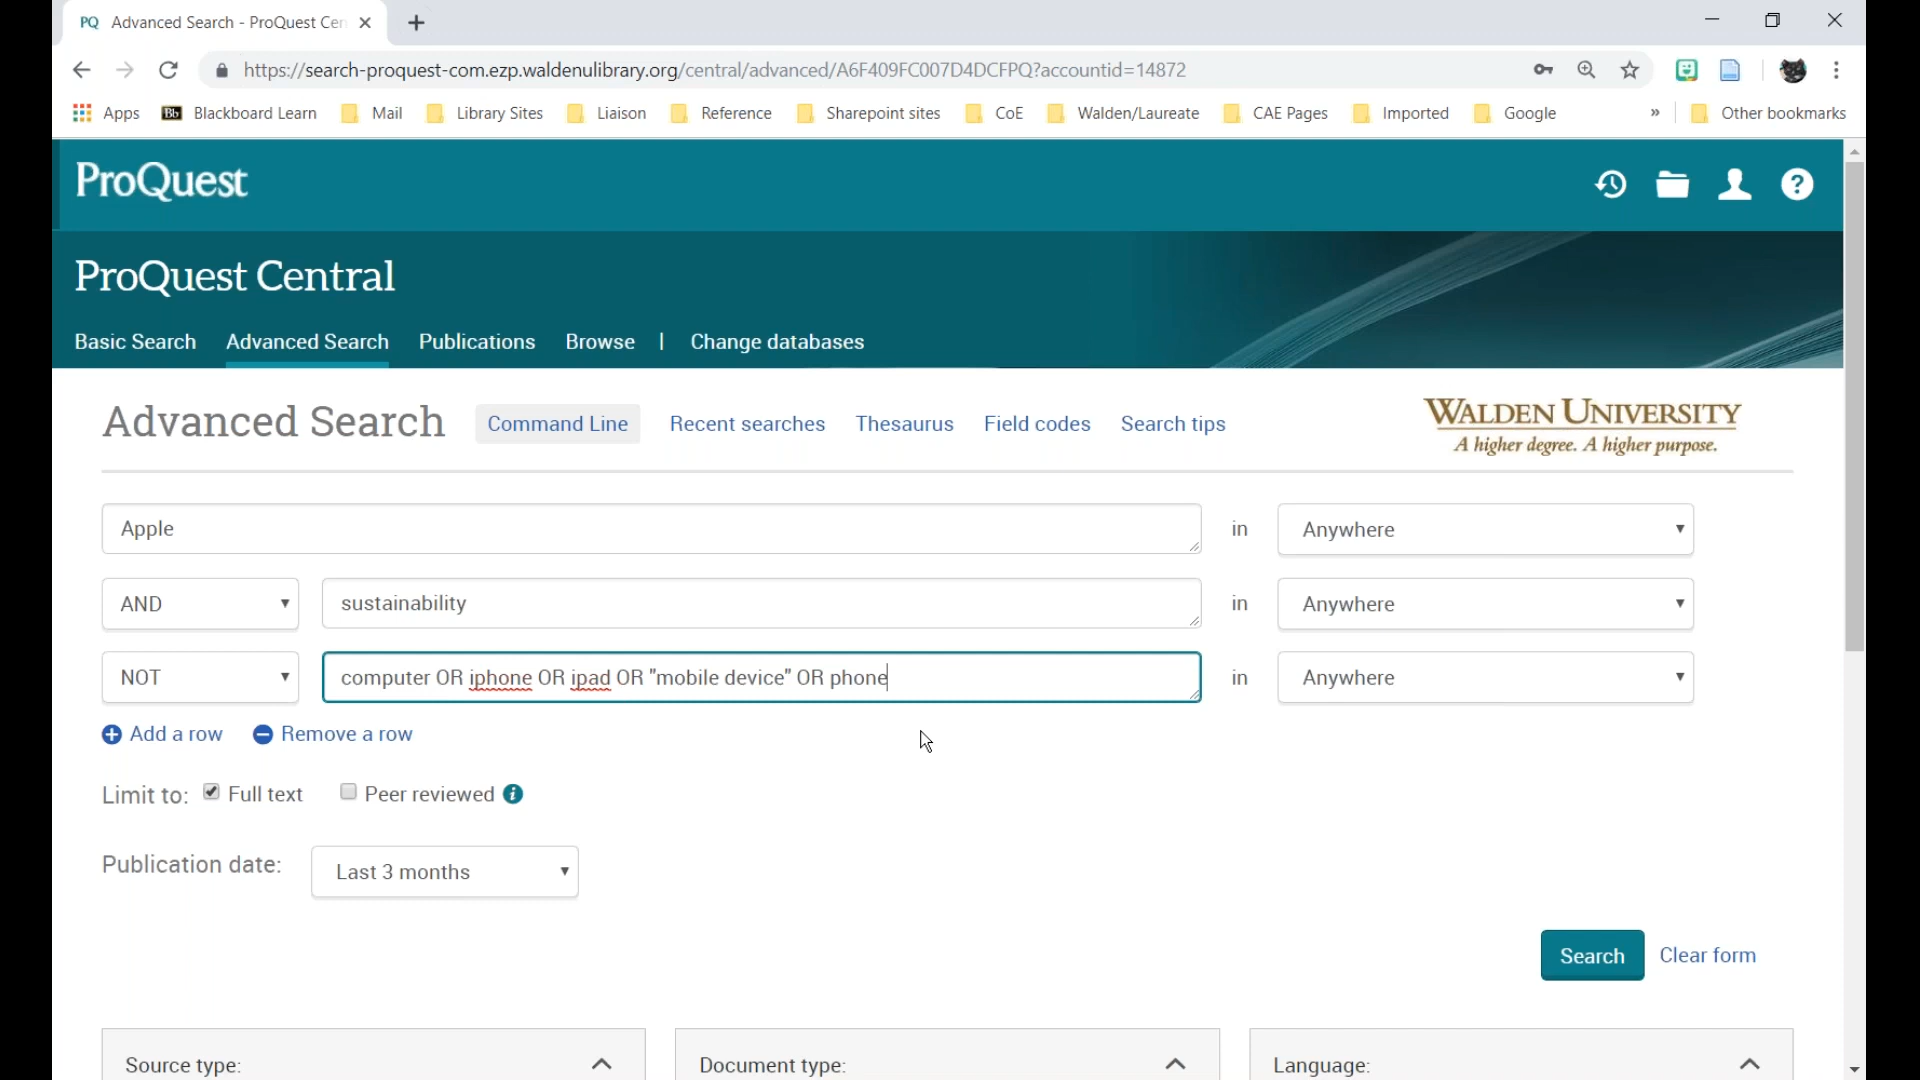 PQ Advanced Search - ProQuest Cen
https://search-proquest-com.ezp.waldenulibrary.org/central/advanced/A6F409FC007D4DCFPQ?accountid=14872
Apps Bb Blackboard Learn Mail Library Sites Liaison Reference Sharepoint sites CoE Walden/Laureate CAE Pages Imported Google » Other bookmarks
ProQuest
ProQuest Central
Basic Search Advanced Search Publications Browse | Change databases
Advanced Search Command Line Recent searches Thesaurus Field codes Search tips
WALDEN UNIVERSITY
A higher degree. A higher purpose.
Apple in Anywhere
AND sustainability in Anywhere
NOT computer OR iphone OR ipad OR "mobile device" OR phone in Anywhere
Add a row Remove a row
Limit to: Full text Peer reviewed i
Publication date: Last 3 months
Search Clear form
Source type: Document type: Language: